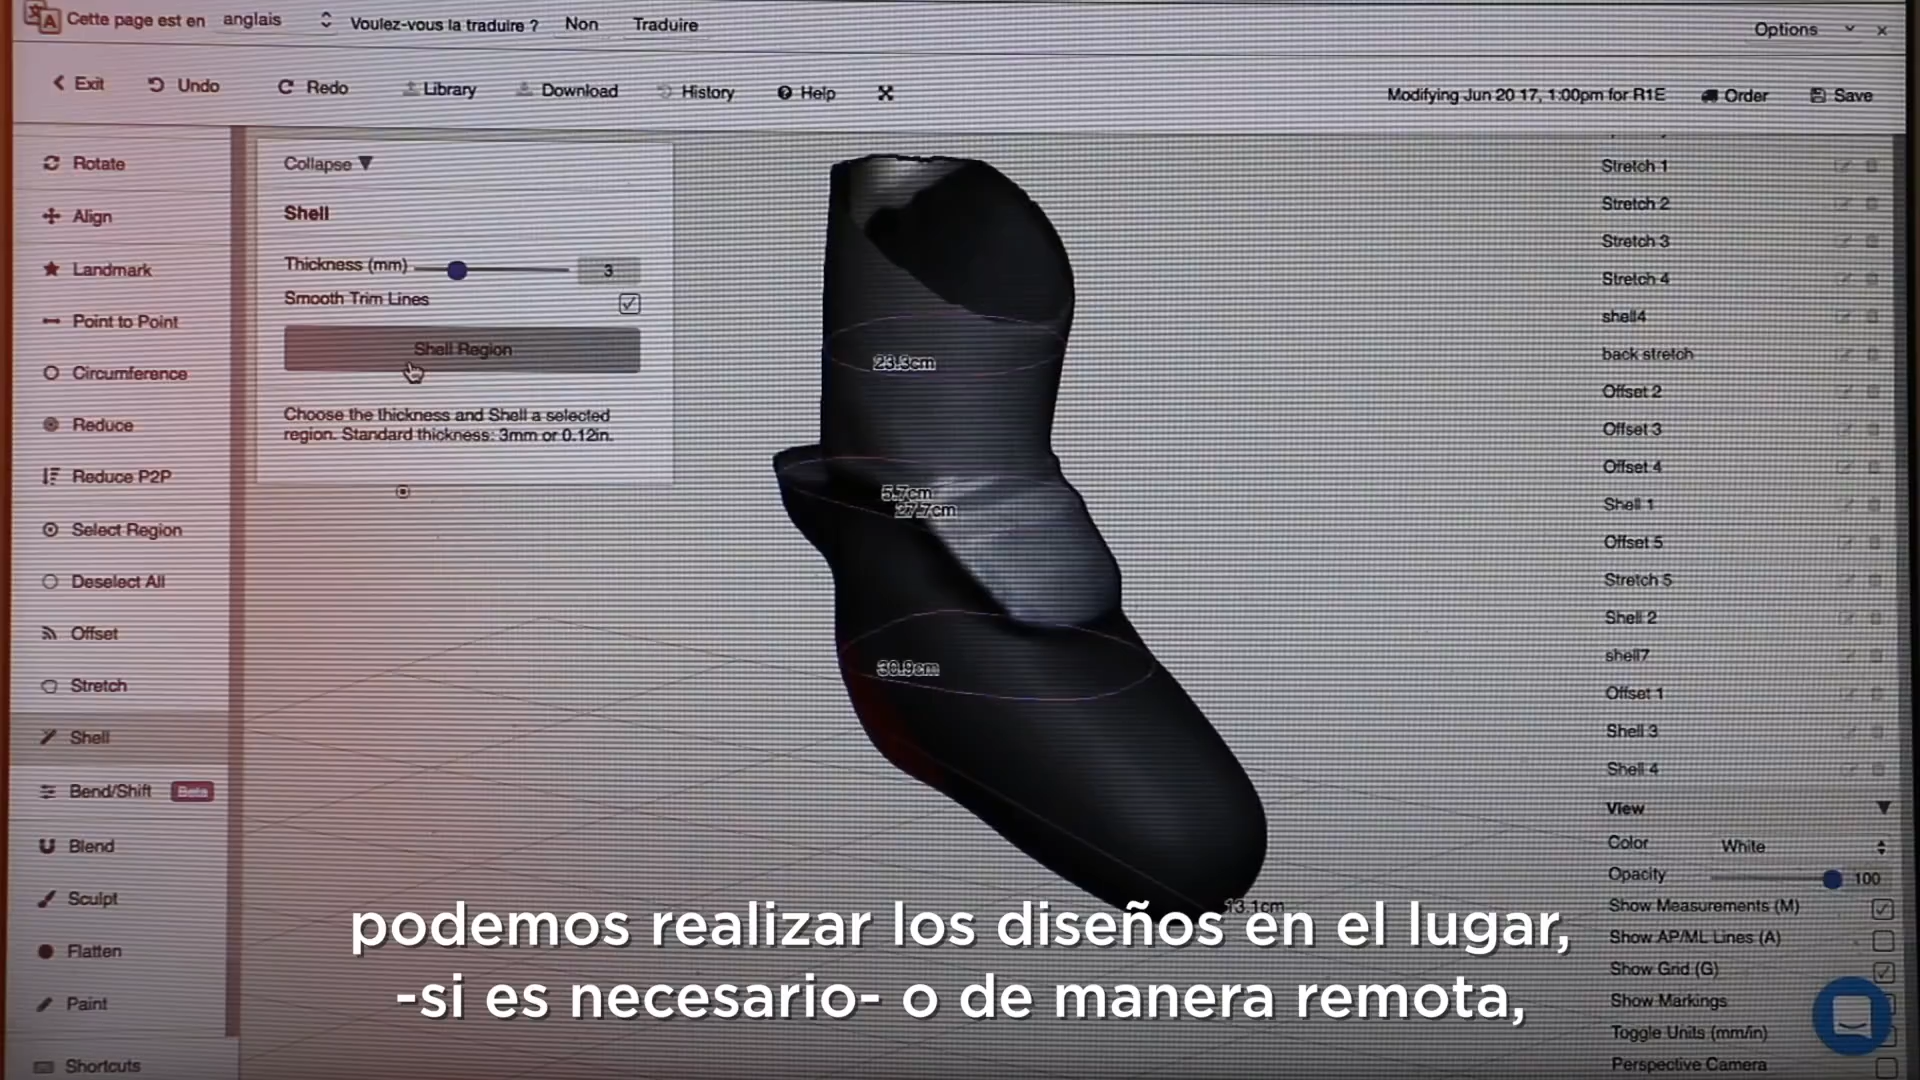 Cette page est en anglais Voulez-vous la traduire ? Non Traduire Options
Exit Undo Redo Library Download History Help Modifying Jun 20 17, 1:00pm for R1E Order Save
Rotate
Align
Landmark
Point to Point
Circumference
Reduce
Reduce P2P
Select Region
Deselect All
Offset
Stretch
Shell
Bend/Shift Beta
Blend
Sculpt
Flatten
Paint
Shortcuts
Collapse
Shell
Thickness (mm) 3
Smooth Trim Lines
Shell Region
Choose the thickness and Shell a selected
region. Standard thickness: 3mm or 0.12in.
23.3cm
5.7cm
27.7cm
30.9cm
13.1cm
Stretch 1
Stretch 2
Stretch 3
Stretch 4
shell4
back stretch
Offset 2
Offset 3
Offset 4
Shell 1
Offset 5
Stretch 5
Shell 2
shell7
Offset 1
Shell 3
Shell 4
View
Color White
Opacity 100
Show Measurements (M)
Show AP/ML Lines (A)
Show Grid (G)
Show Markings
Toggle Units (mm/in)
Perspective Camera
podemos realizar los diseños en el lugar,
-si es necesario- o de manera remota,